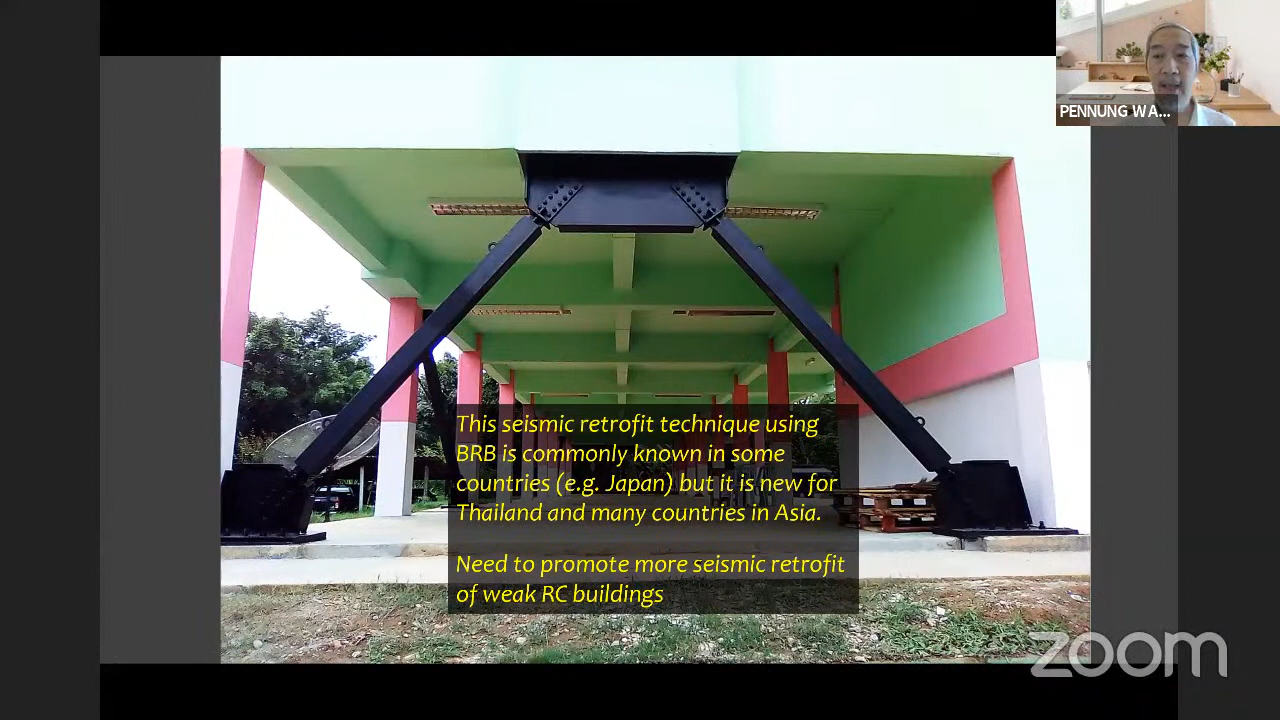 PENNUNG WA...
This seismic retrofit technique using
BRB is commonly known in some
countries (e.g. Japan) but it is new for
Thailand and many countries in Asia.
Need to promote more seismic retrofit
of weak RC buildings
zoom